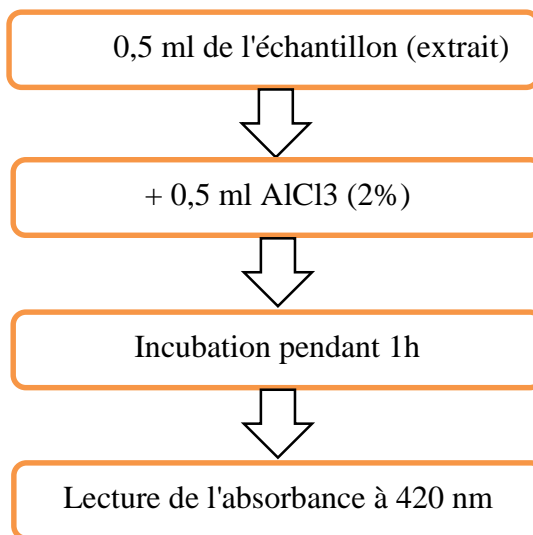 0,5 ml de l'échantillon (extrait)
+ 0,5 ml AlCl3 (2%)
Incubation pendant 1h
Lecture de l'absorbance à 420 nm